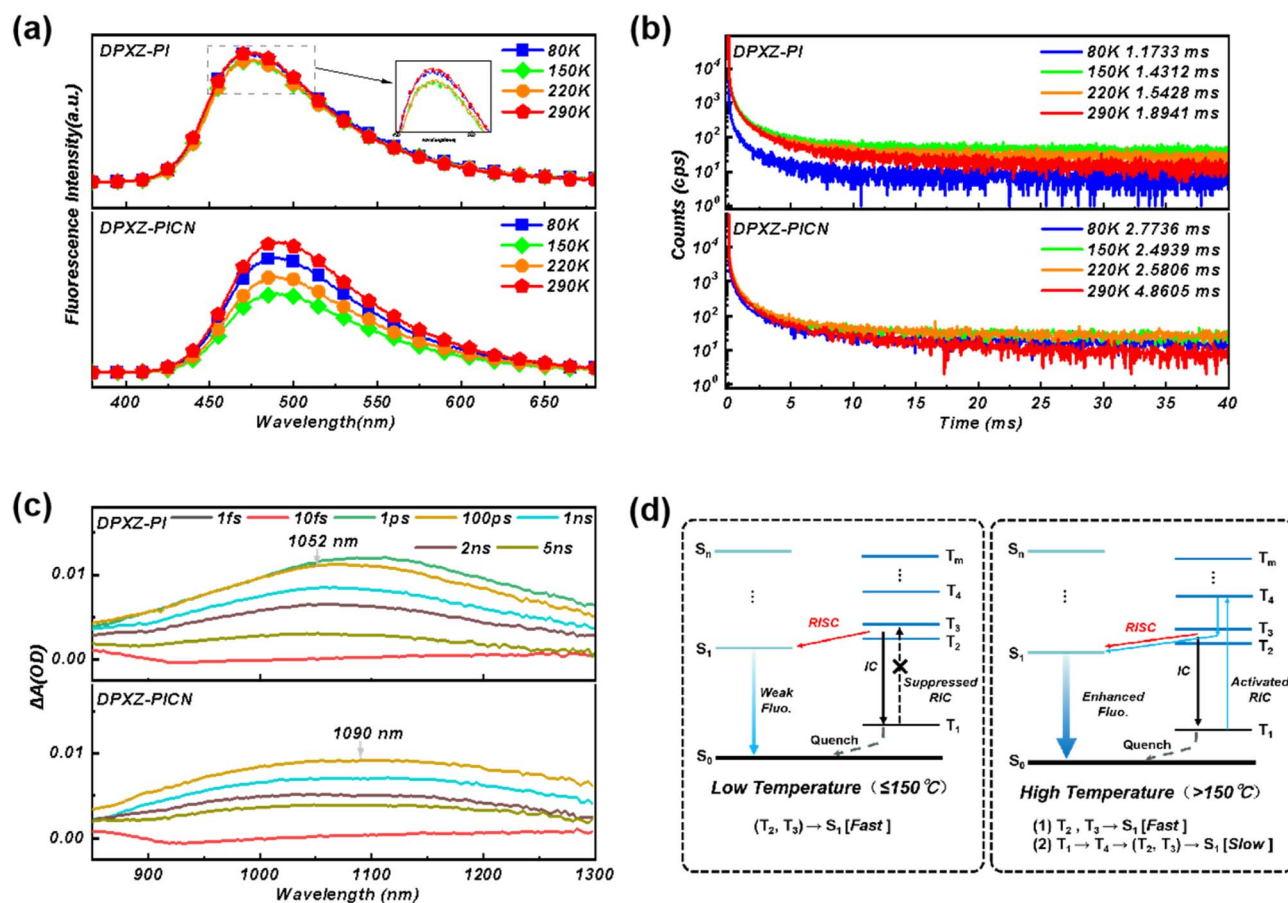 (a)
DPXZ-PI
80K
150K
220K
290K
DPXZ-PICN
80K
150K
220K
290K
Fluorescence Intensity(a.u.)
400 450 500 550 600 650
Wavelength(nm)
(b)
DPXZ-PI
80K 1.1733 ms
150K 1.4312 ms
220K 1.5428 ms
290K 1.8941 ms
10⁴
10³
10²
10¹
10⁰
DPXZ-PICN
80K 2.7736 ms
150K 2.4939 ms
220K 2.5806 ms
290K 4.8605 ms
10⁴
10³
10²
10¹
10⁰
Counts (cps)
0 5 10 15 20 25 30 35 40
Time (ms)
(c)
DPXZ-PI
1fs 10fs 1ps 100ps 1ns
2ns 5ns
1052 nm
0.01
0.00
DPXZ-PICN
1090 nm
0.01
0.00
ΔA(OD)
900 1000 1100 1200 1300
Wavelength (nm)
(d)
Sₙ
⋮
S₁
S₀
Tₘ
⋮
T₄
T₃
T₂
T₁
RISC
IC
Suppressed
RIC
Weak
Fluo.
Quench
Low Temperature (≤150℃)
(T₂, T₃) → S₁ [Fast]
Sₙ
⋮
S₁
S₀
Tₘ
⋮
T₄
T₃
T₂
T₁
RISC
IC
Activated
RIC
Enhanced
Fluo.
Quench
High Temperature (>150℃)
(1) T₂ , T₃ → S₁ [Fast]
(2) T₁ → T₄ → (T₂, T₃) → S₁ [Slow]